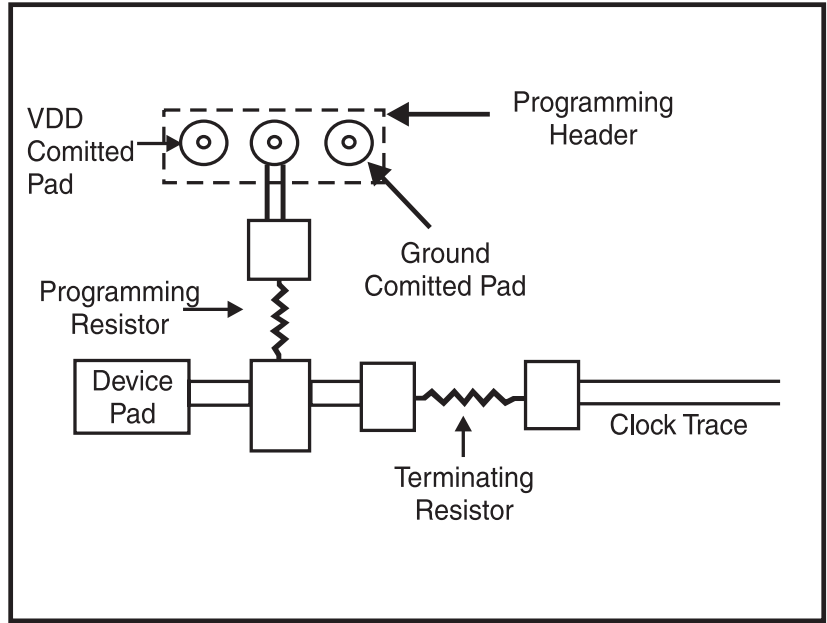 VDD
Comitted
Pad
Programming
Header
Ground
Comitted Pad
Programming
Resistor
Device
Pad
Clock Trace
Terminating
Resistor